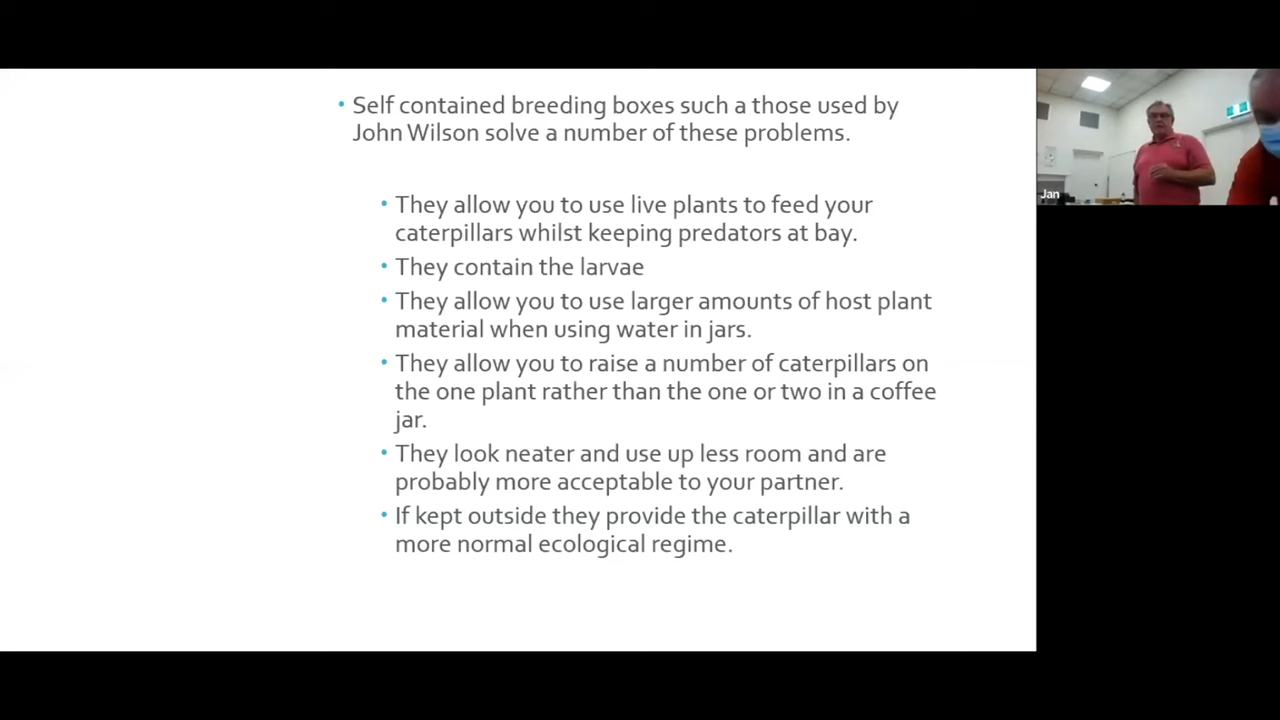 Self contained breeding boxes such a those used by
John Wilson solve a number of these problems.
They allow you to use live plants to feed your
caterpillars whilst keeping predators at bay.
They contain the larvae
They allow you to use larger amounts of host plant
material when using water in jars.
They allow you to raise a number of caterpillars on
the one plant rather than the one or two in a coffee
jar.
They look neater and use up less room and are
probably more acceptable to your partner.
If kept outside they provide the caterpillar with a
more normal ecological regime.
Jan